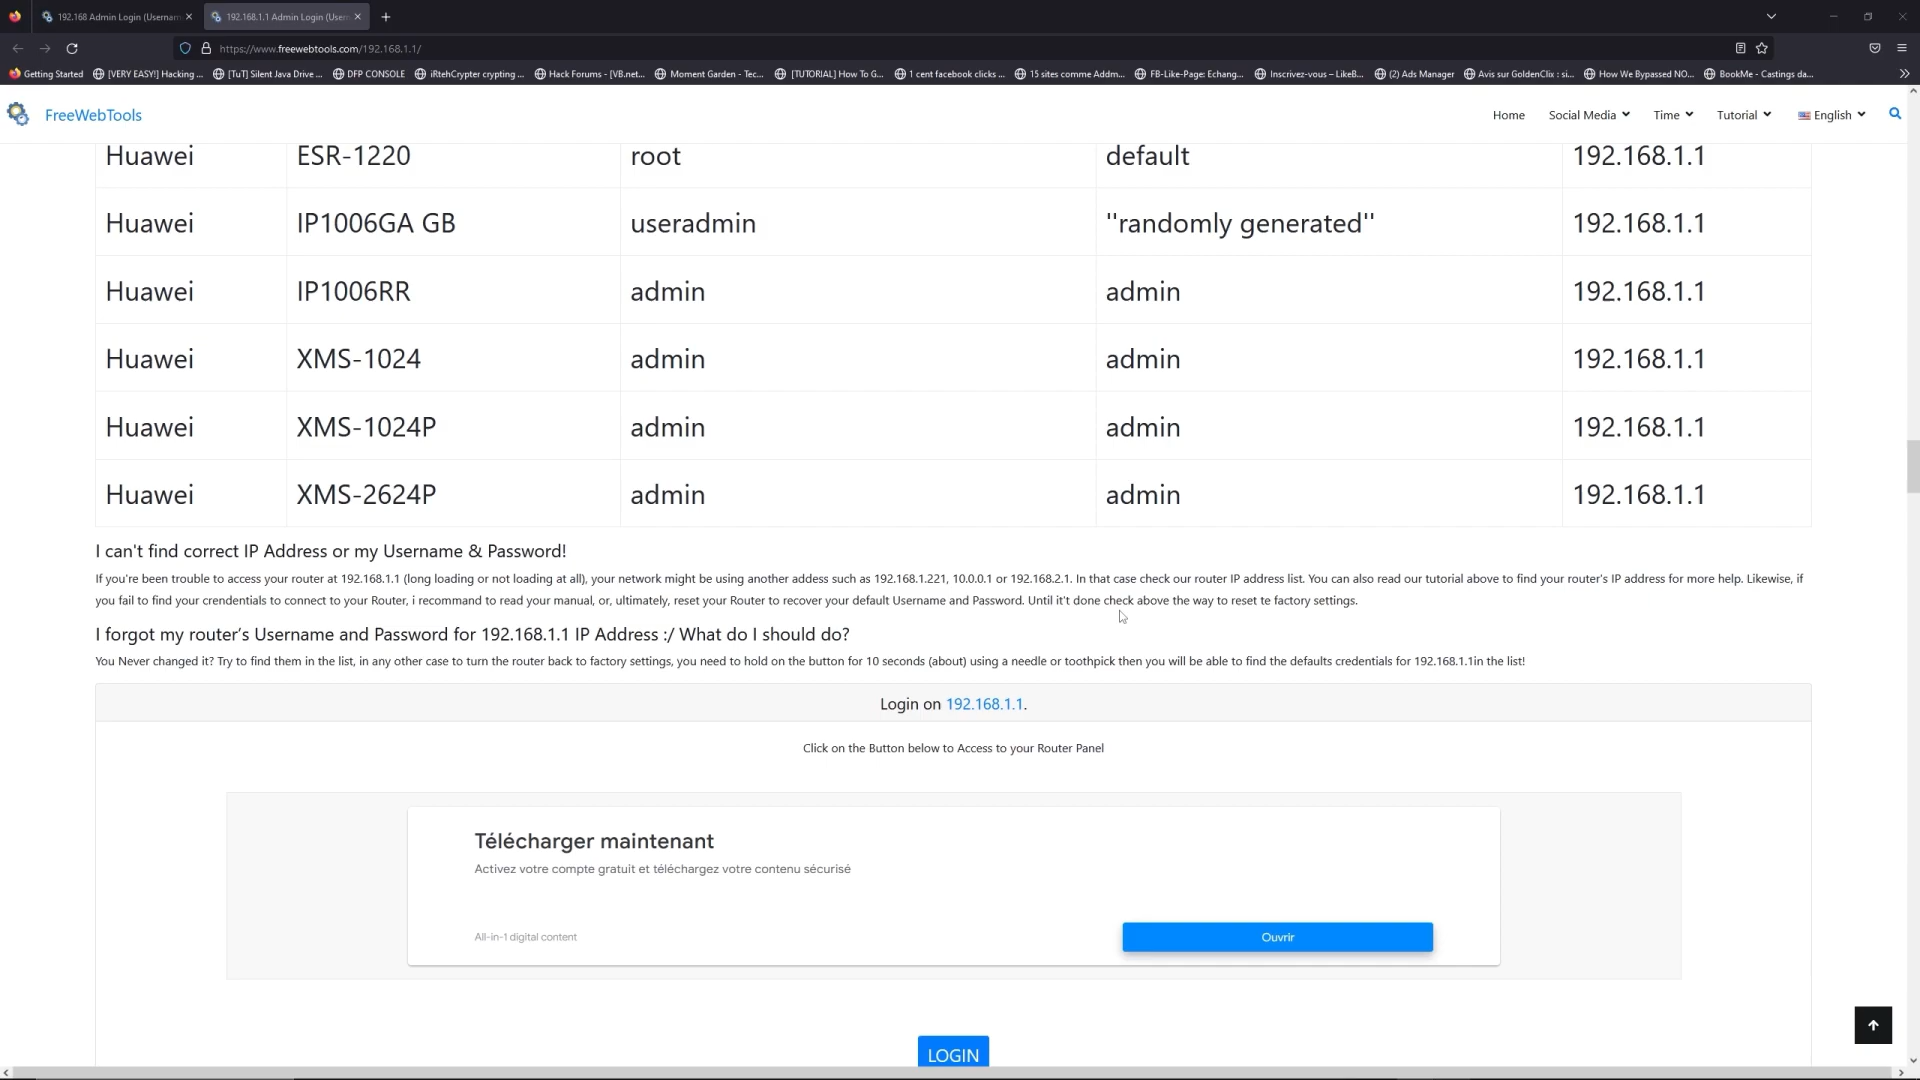 192.168 Admin Login (Usernam
192.168.1.1 Admin Login (User
https://www.freewebtools.com/192.168.1.1/
Getting Started
[VERY EASY!] Hacking ...
[TuT] Silent Java Drive ...
DFP CONSOLE
iRtehCrypter crypting ...
Hack Forums - [VB.net...
Moment Garden - Tec...
[TUTORIAL] How To G...
1 cent facebook clicks ...
15 sites comme Addm...
FB-Like-Page: Echang...
Inscrivez-vous – LikeB...
(2) Ads Manager
Avis sur GoldenClix : si...
How We Bypassed NO...
BookMe - Castings da...
FreeWebTools
Home
Social Media
Time
Tutorial
English
Huawei ESR-1220 root default 192.168.1.1
Huawei IP1006GA GB useradmin ''randomly generated'' 192.168.1.1
Huawei IP1006RR admin admin 192.168.1.1
Huawei XMS-1024 admin admin 192.168.1.1
Huawei XMS-1024P admin admin 192.168.1.1
Huawei XMS-2624P admin admin 192.168.1.1
I can't find correct IP Address or my Username & Password!
If you're been trouble to access your router at 192.168.1.1 (long loading or not loading at all), your network might be using another addess such as 192.168.1.221, 10.0.0.1 or 192.168.2.1. In that case check our router IP address list. You can also read our tutorial above to find your router's IP address for more help. Likewise, if
you fail to find your crendentials to connect to your Router, i recommand to read your manual, or, ultimately, reset your Router to recover your default Username and Password. Until it't done check above the way to reset te factory settings.
I forgot my router’s Username and Password for 192.168.1.1 IP Address :/ What do I should do?
You Never changed it? Try to find them in the list, in any other case to turn the router back to factory settings, you need to hold on the button for 10 seconds (about) using a needle or toothpick then you will be able to find the defaults credentials for 192.168.1.1in the list!
Login on 192.168.1.1.
Click on the Button below to Access to your Router Panel
Télécharger maintenant
Activez votre compte gratuit et téléchargez votre contenu sécurisé
All-in-1 digital content
Ouvrir
LOGIN